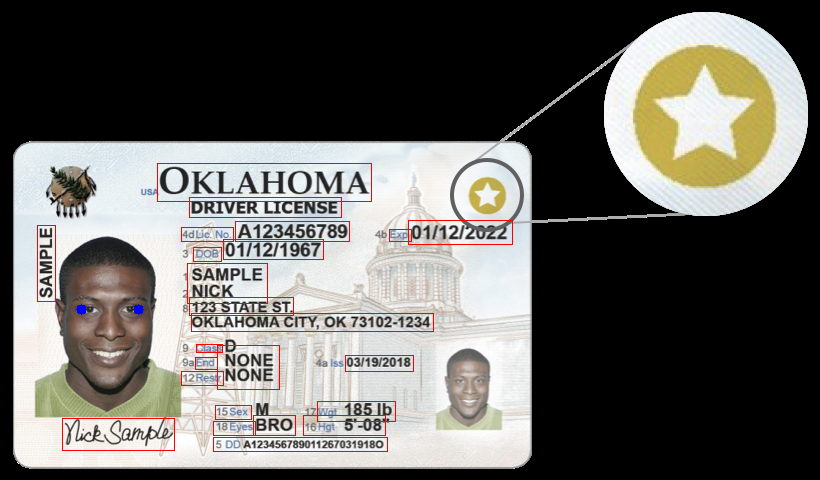 USA OKLAHOMA
DRIVER LICENSE
SAMPLE
4d Lic. No. A123456789 4b Exp 01/12/2022
3 DOB 01/12/1967
SAMPLE
NICK
8 123 STATE ST.
OKLAHOMA CITY, OK 73102-1234
9 Class D
9a End NONE 4a Iss 03/19/2018
12 Restr NONE
15 Sex M 17 Wgt 185 lb
18 Eyes BRO 16 Hgt 5'-08"
5 DD A1234567890112670319180
Nick Sample